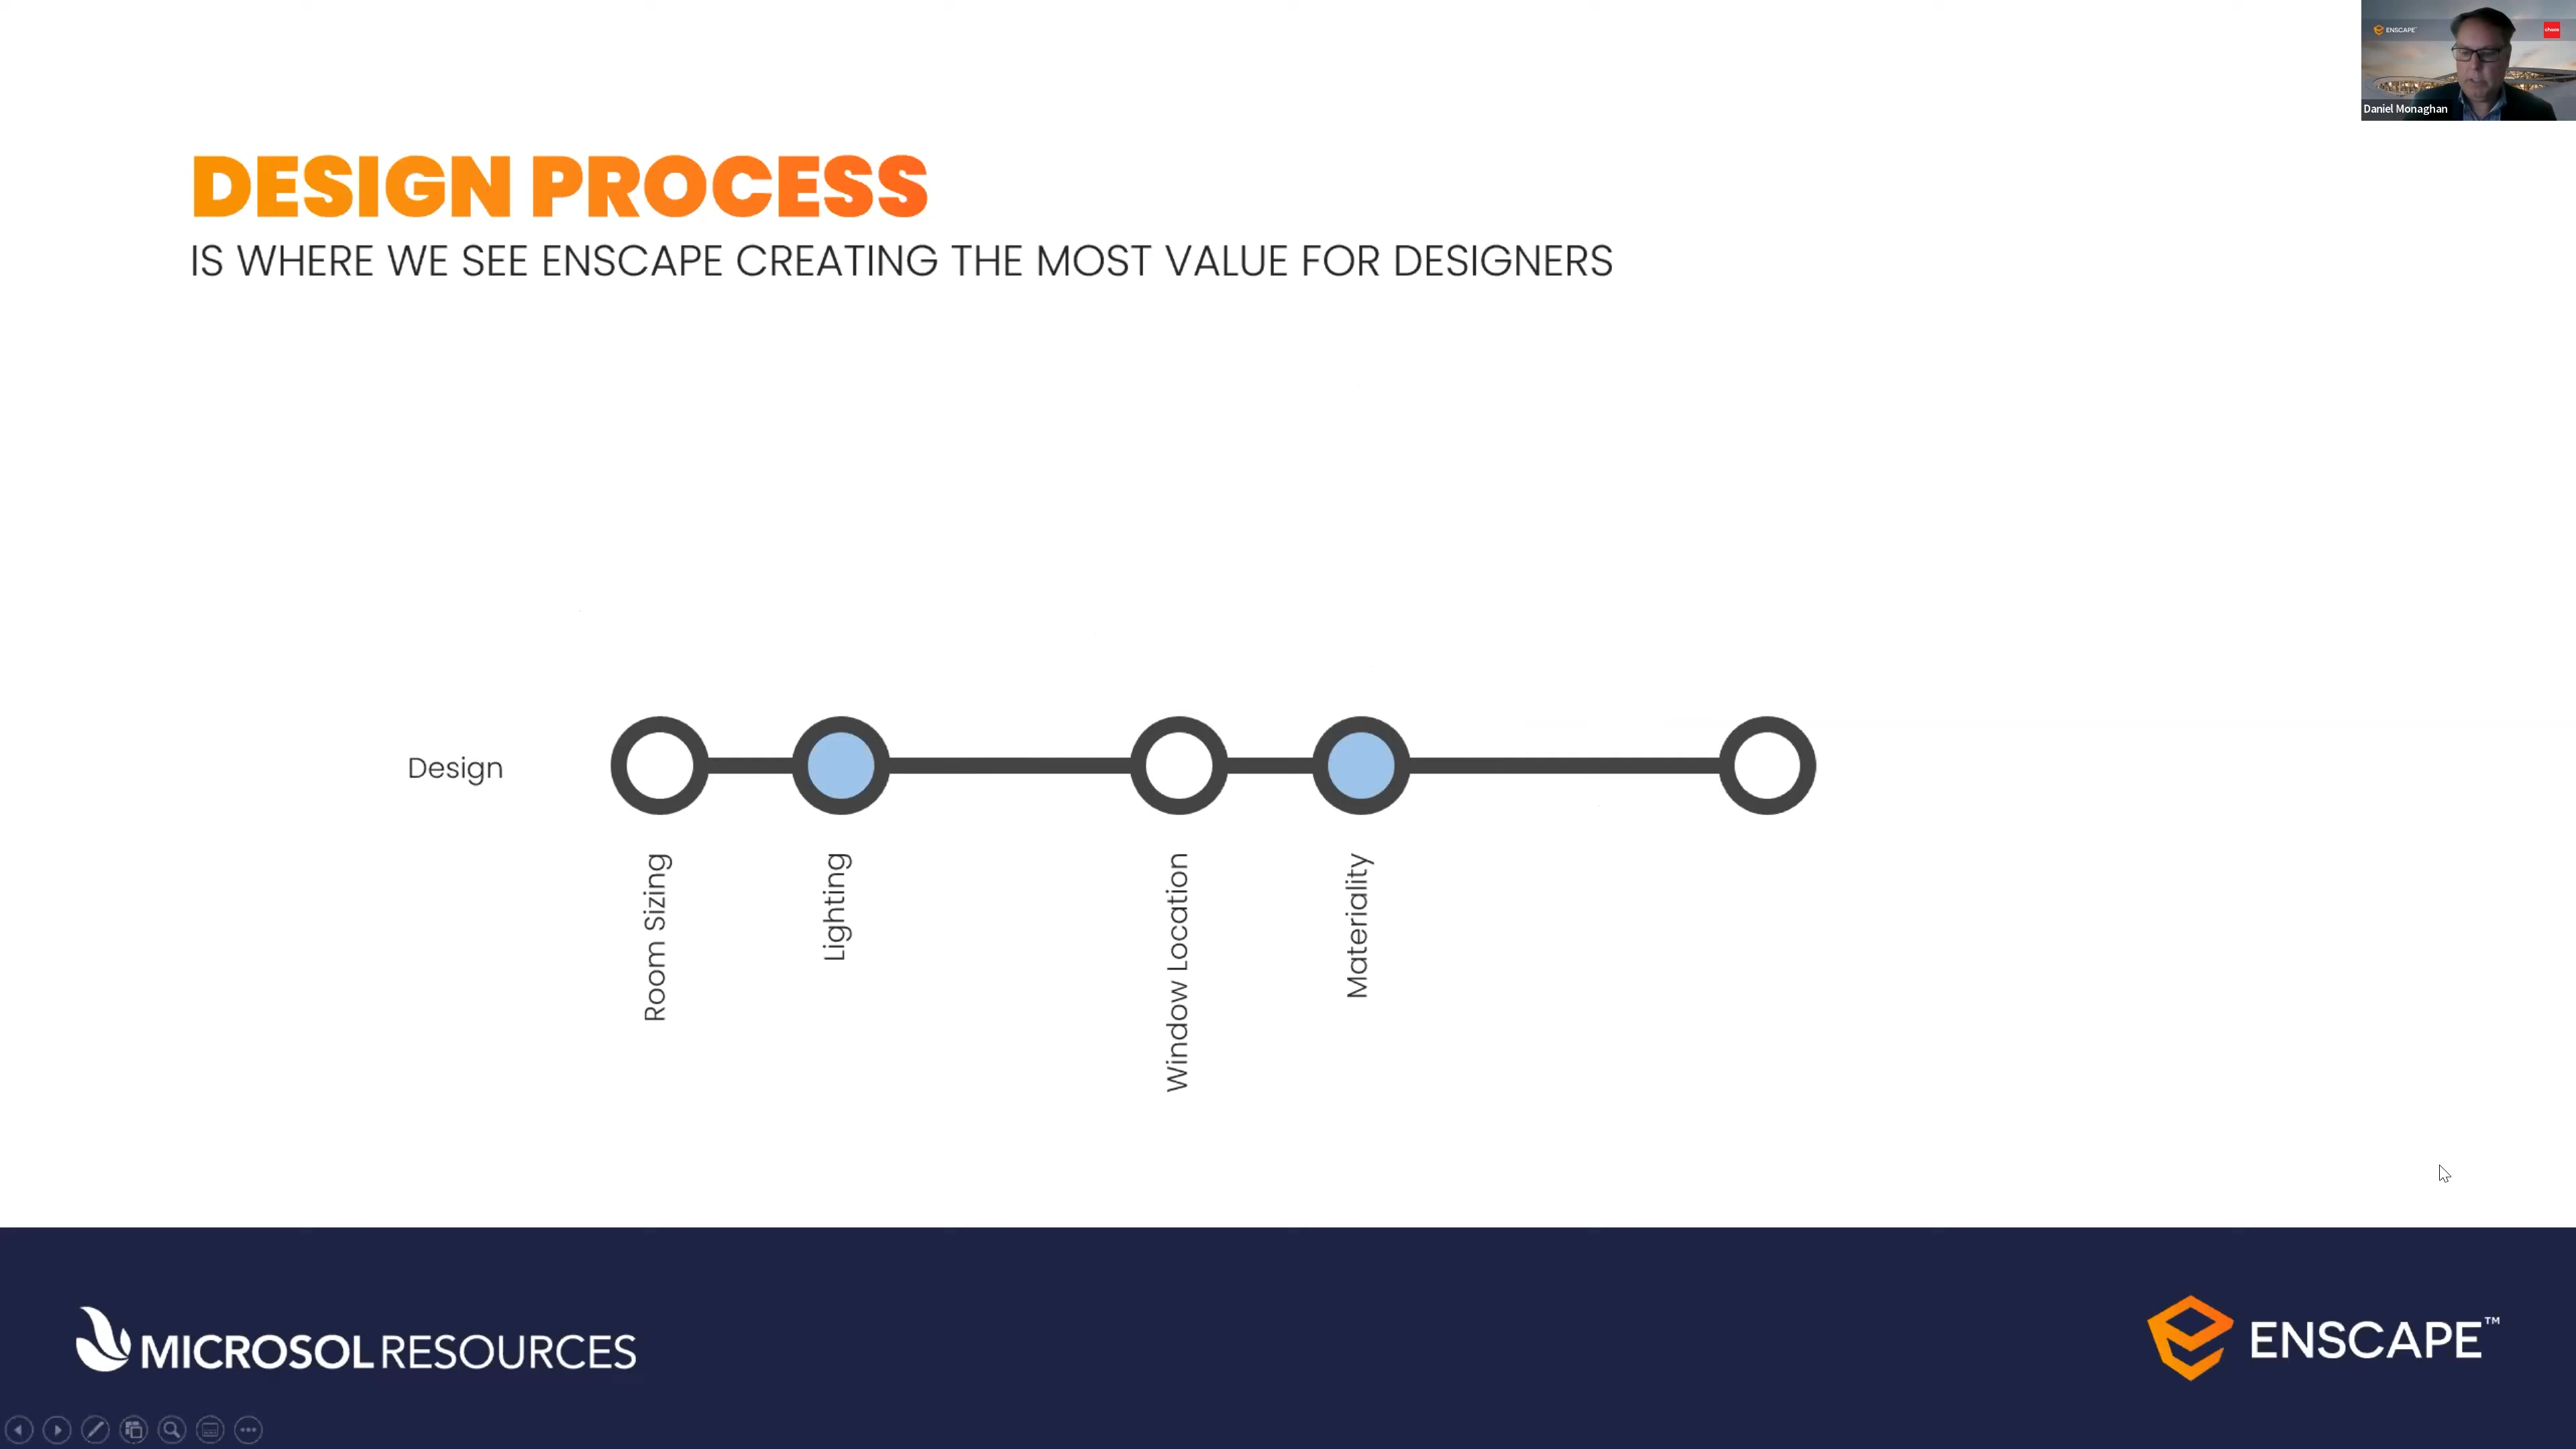 ENSCAPE
chaos
Daniel Monaghan
DESIGN PROCESS
IS WHERE WE SEE ENSCAPE CREATING THE MOST VALUE FOR DESIGNERS
Design
Room Sizing
Lighting
Window Location
Materiality
MICROSOL RESOURCES
ENSCAPE™